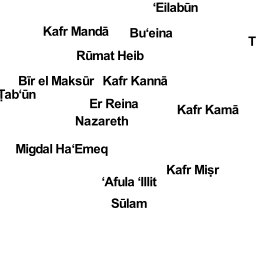 ‘Eilabūn
Kafr Mandā
Bu‘eina
T
Rūmat Heib
Bīr el Maksūr
Kafr Kannā
Ṭab‘ūn
Er Reina
Kafr Kamā
Nazareth
Migdal Ha‘Emeq
Kafr Miṣr
‘Afula ‘Illit
Sūlam